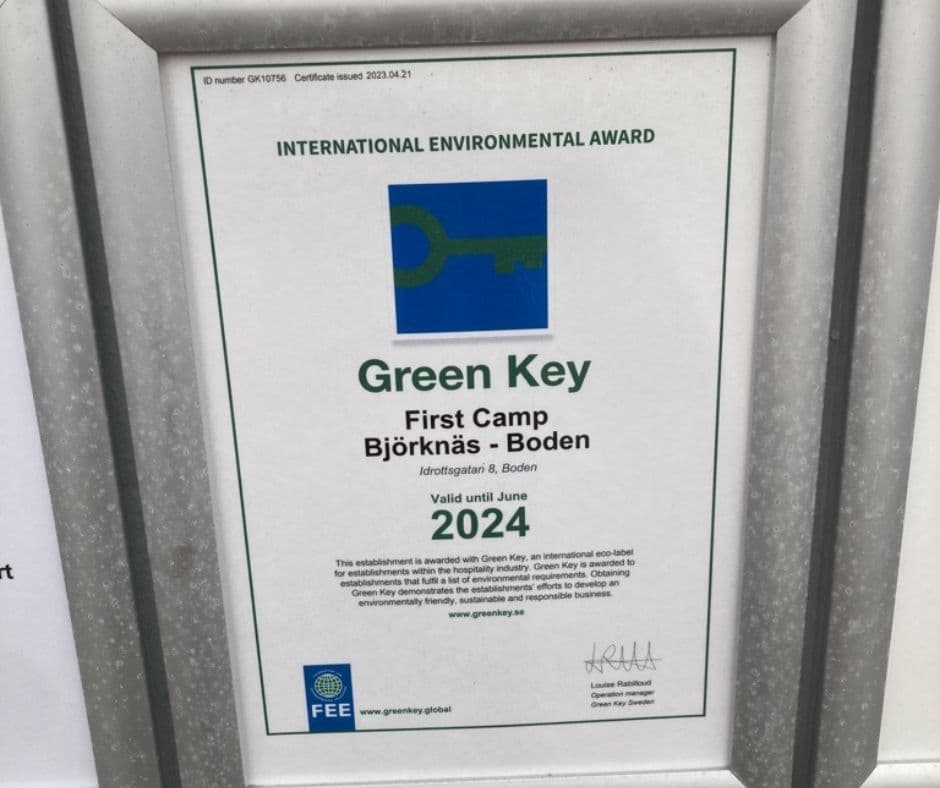 ID number GK10756 Certificate issued 2023.04.21
INTERNATIONAL ENVIRONMENTAL AWARD
Green Key
First Camp
Björknäs - Boden
Idrottsgatan 8, Boden
Valid until June
2024
This establishment is awarded with Green Key, an international eco-label
for establishments within the hospitality industry. Green Key is awarded to
establishments that fulfil a list of environmental requirements. Obtaining
Green Key demonstrates the establishments' efforts to develop an
environmentally friendly, sustainable and responsible business.
www.greenkey.se
Louise Rabilloud
Operation manager
Green Key Sweden
FEE www.greenkey.global
rt